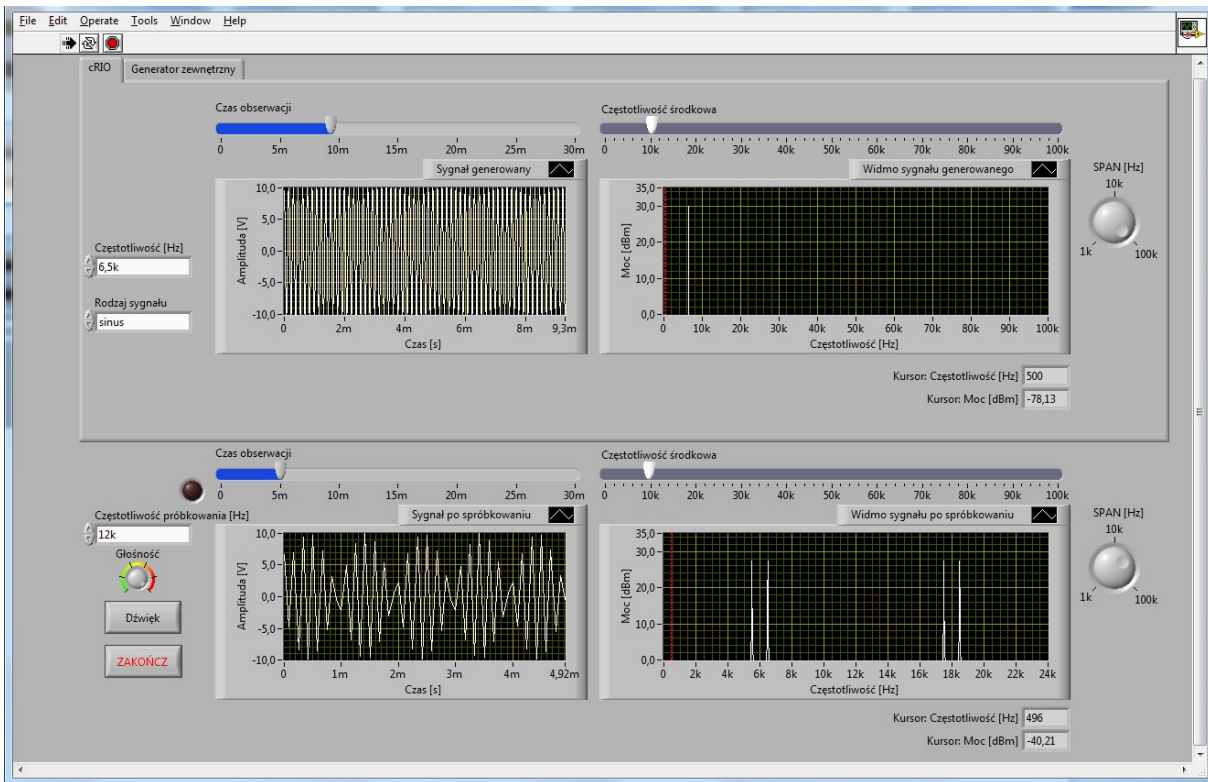 File Edit Operate Tools Window Help
cRIO Generator zewnętrzny
Czas obserwacji
0 5m 10m 15m 20m 25m 30m
Częstotliwość środkowa
0 10k 20k 30k 40k 50k 60k 70k 80k 90k 100k
Sygnał generowany
10,0
5,0
0,0
-5,0
-10,0
Amplituda [V]
0 2m 4m 6m 8m 9,3m
Czas [s]
Częstotliwość [Hz]
6,5k
Rodzaj sygnału
sinus
Widmo sygnału generowanego
35,0
30,0
20,0
10,0
0,0
Moc [dBm]
0 10k 20k 30k 40k 50k 60k 70k 80k 90k 100k
Częstotliwość [Hz]
SPAN [Hz]
10k
1k 100k
Kursor: Częstotliwość [Hz] 500
Kursor: Moc [dBm] -78,13
Czas obserwacji
0 5m 10m 15m 20m 25m 30m
Częstotliwość środkowa
0 10k 20k 30k 40k 50k 60k 70k 80k 90k 100k
Częstotliwość próbkowania [Hz]
12k
Głośność
Dźwięk
ZAKOŃCZ
Sygnał po spróbkowaniu
10,0
5,0
0,0
-5,0
-10,0
Amplituda [V]
0 1m 2m 3m 4m 4,92m
Czas [s]
Widmo sygnału po spróbkowaniu
35,0
30,0
20,0
10,0
0,0
Moc [dBm]
0 2k 4k 6k 8k 10k 12k 14k 16k 18k 20k 22k 24k
Częstotliwość [Hz]
SPAN [Hz]
10k
1k 100k
Kursor: Częstotliwość [Hz] 496
Kursor: Moc [dBm] -40,21